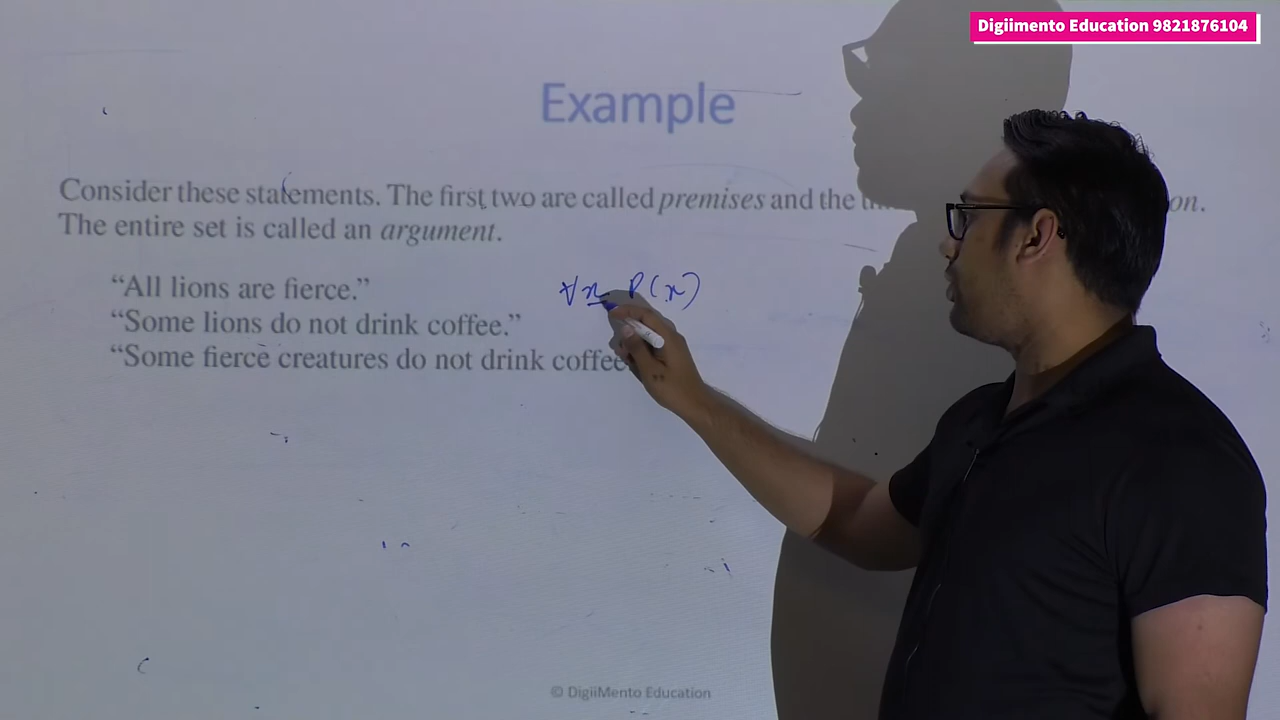 Digiimento Education 9821876104
Example
Consider these statements. The first two are called premises and the on.
The entire set is called an argument.
“All lions are fierce.” ∀x P(x)
“Some lions do not drink coffee.”
“Some fierce creatures do not drink coffee
© DigiiMento Education